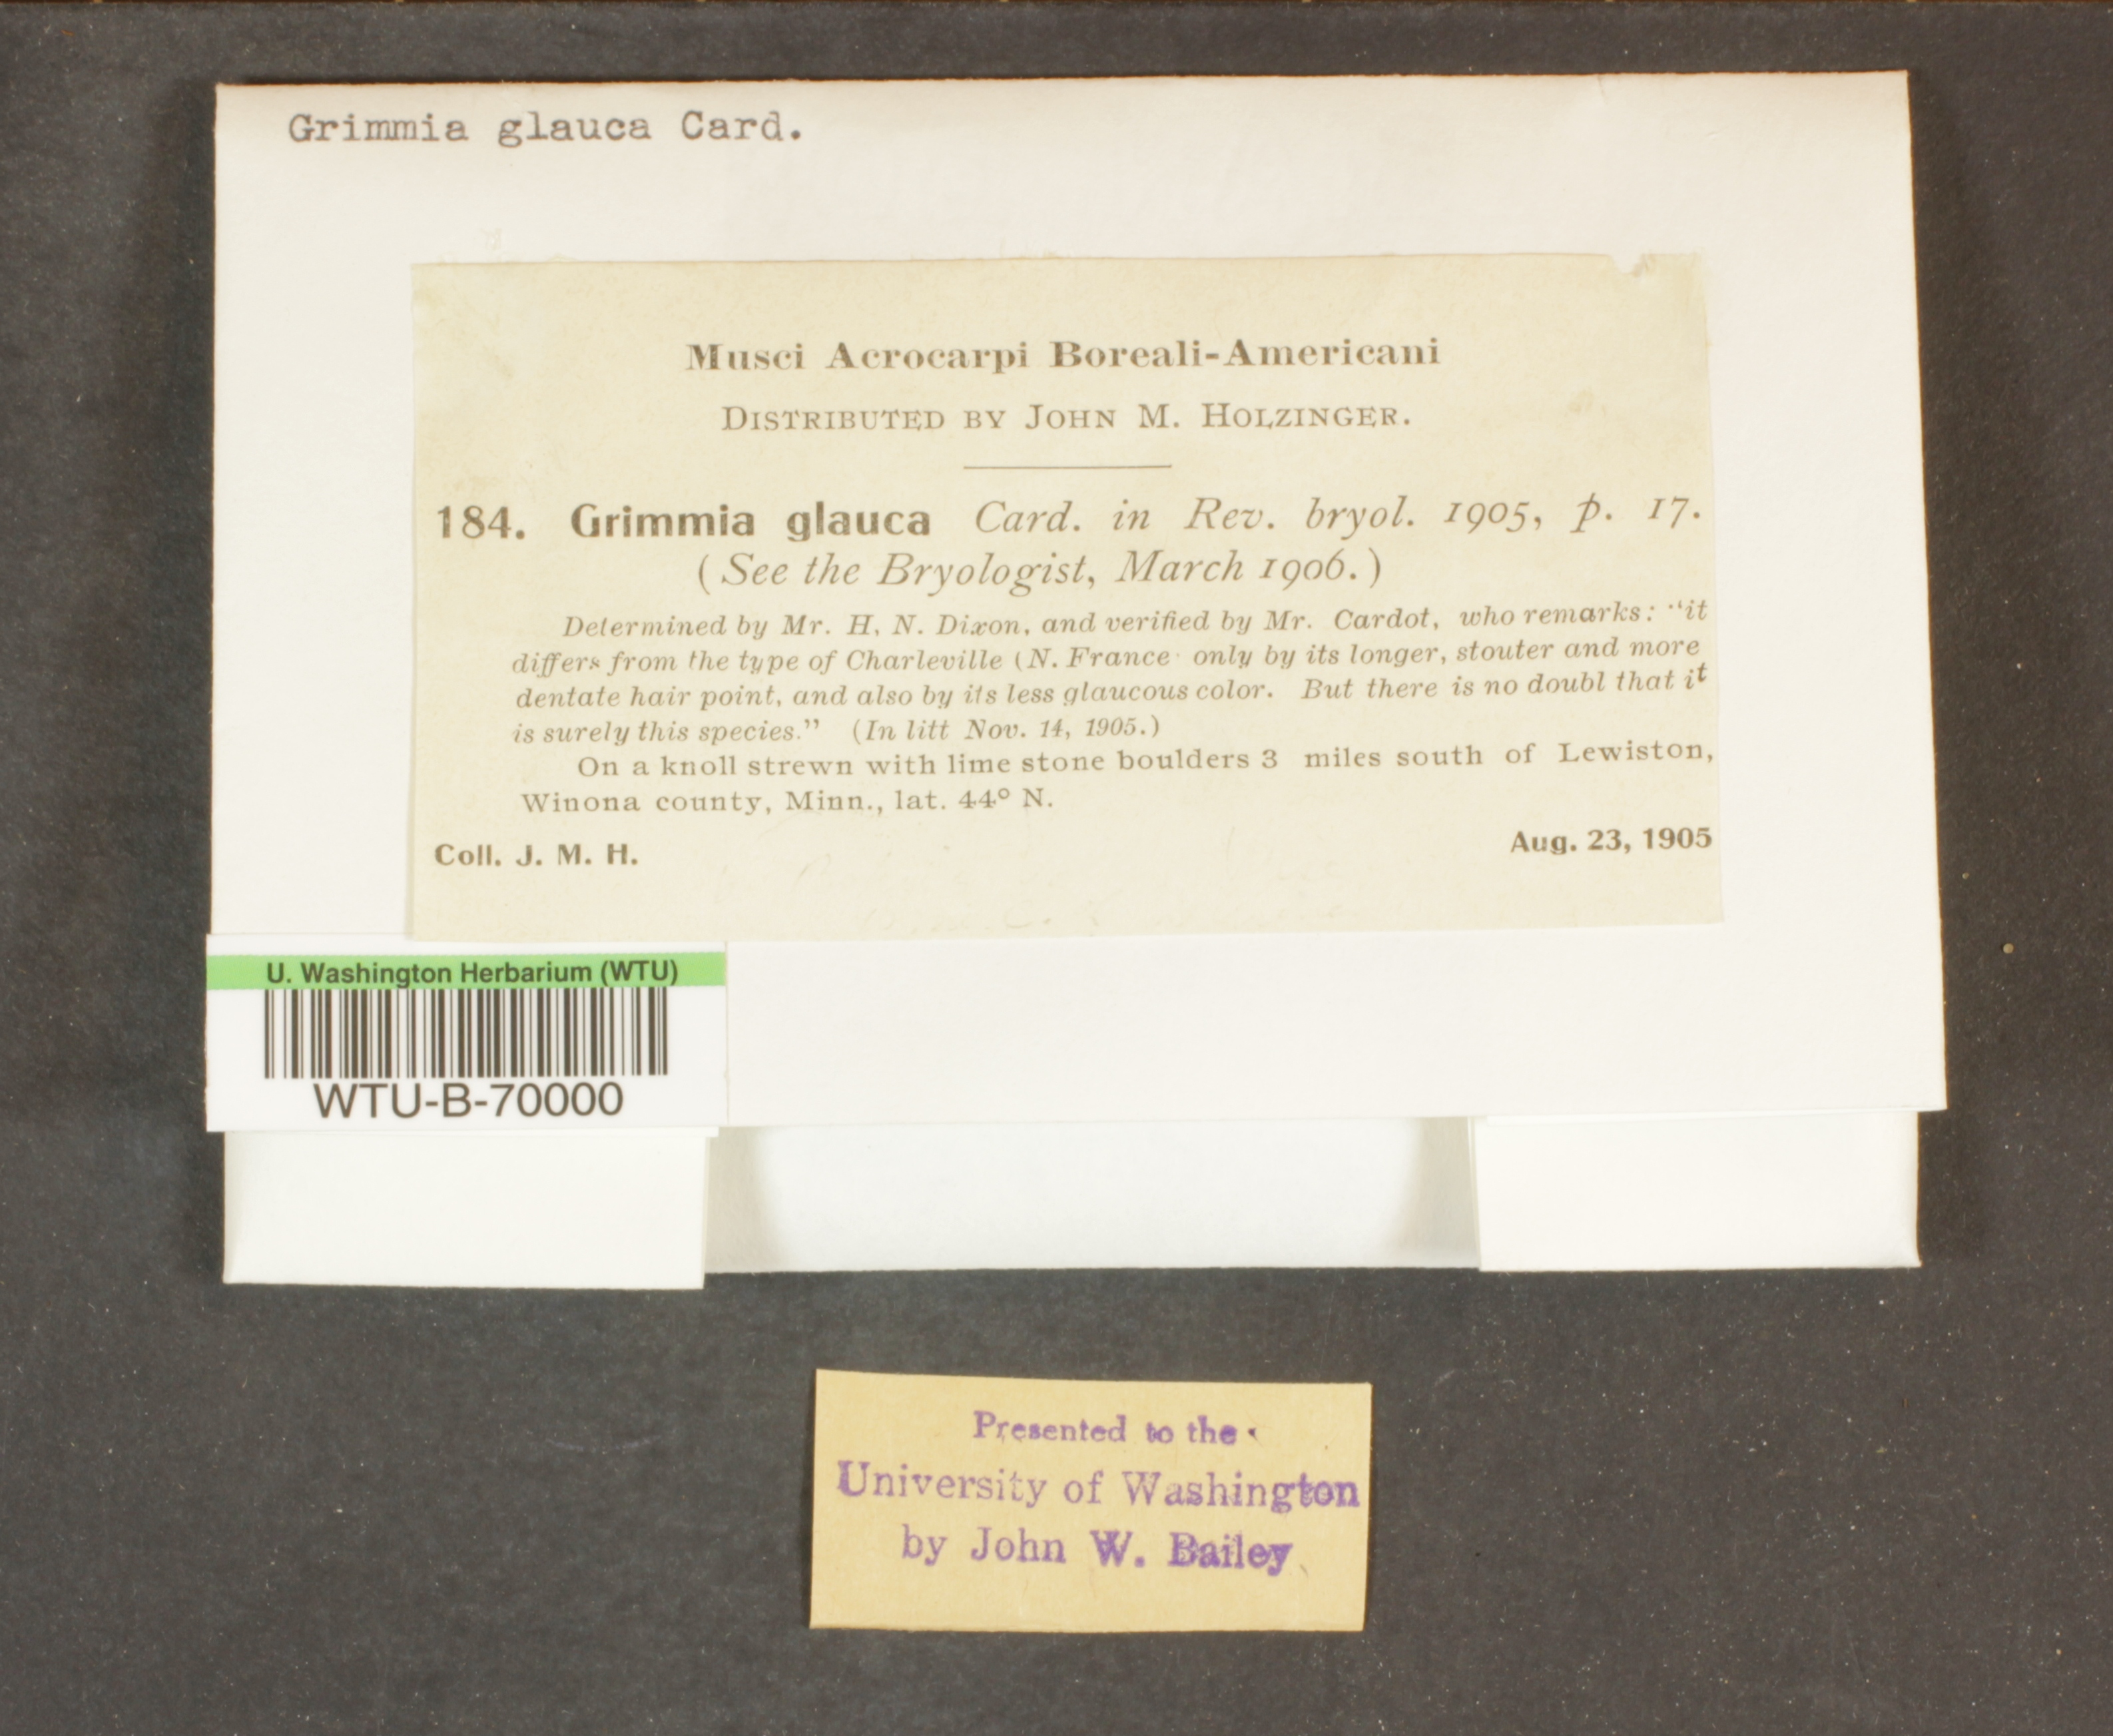 Grimmia glauca Card.
Musci Acrocarpi Boreali-Americani
DISTRIBUTED BY JOHN M. HOLZINGER.
184. Grimmia glauca Card. in Rev. bryol. 1905, p. 17.
(See the Bryologist, March 1906.)
Determined by Mr. H. N. Dixon, and verified by Mr. Cardot, who remarks: "it
differs from the type of Charleville (N. France only by its longer, stouter and more
dentate hair point, and also by its less glaucous color. But there is no doubl that it
is surely this species." (In litt Nov. 14, 1905.)
On a knoll strewn with lime stone boulders 3 miles south of Lewiston,
Winona county, Minn., lat. 44° N.
Coll. J. M. H. Aug. 23, 1905
U. Washington Herbarium (WTU)
WTU-B-70000
Presented to the
University of Washington
by John W. Bailey